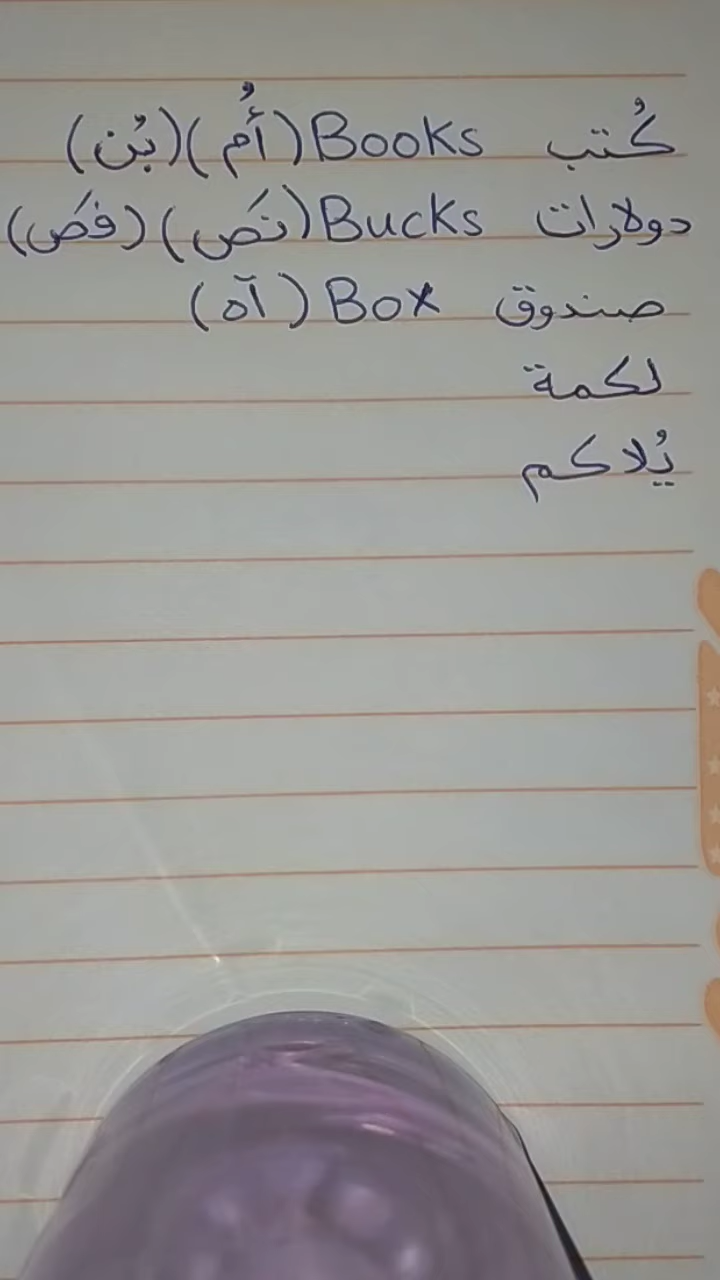 كُتب Books (أُم) (بُن)
دولارات Bucks (نَص) (فَص)
صندوق Box (آه)
لكمة
يُلاكم